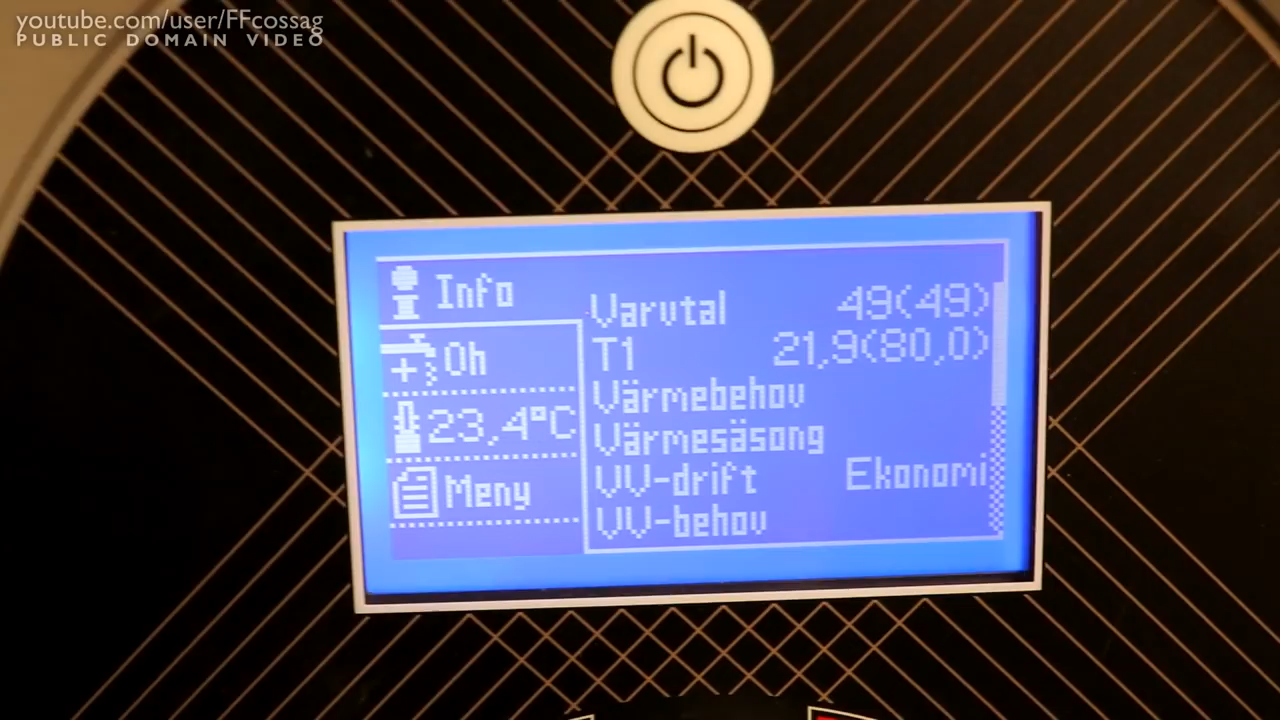 youtube.com/user/FFcossag
PUBLIC DOMAIN VIDEO
Info
0h
23,4°C
Meny
Varvtal 49(49)
T1 21,9(80,0)
Värmebehov
Värmesäsong
VV-drift Ekonomi
VV-behov